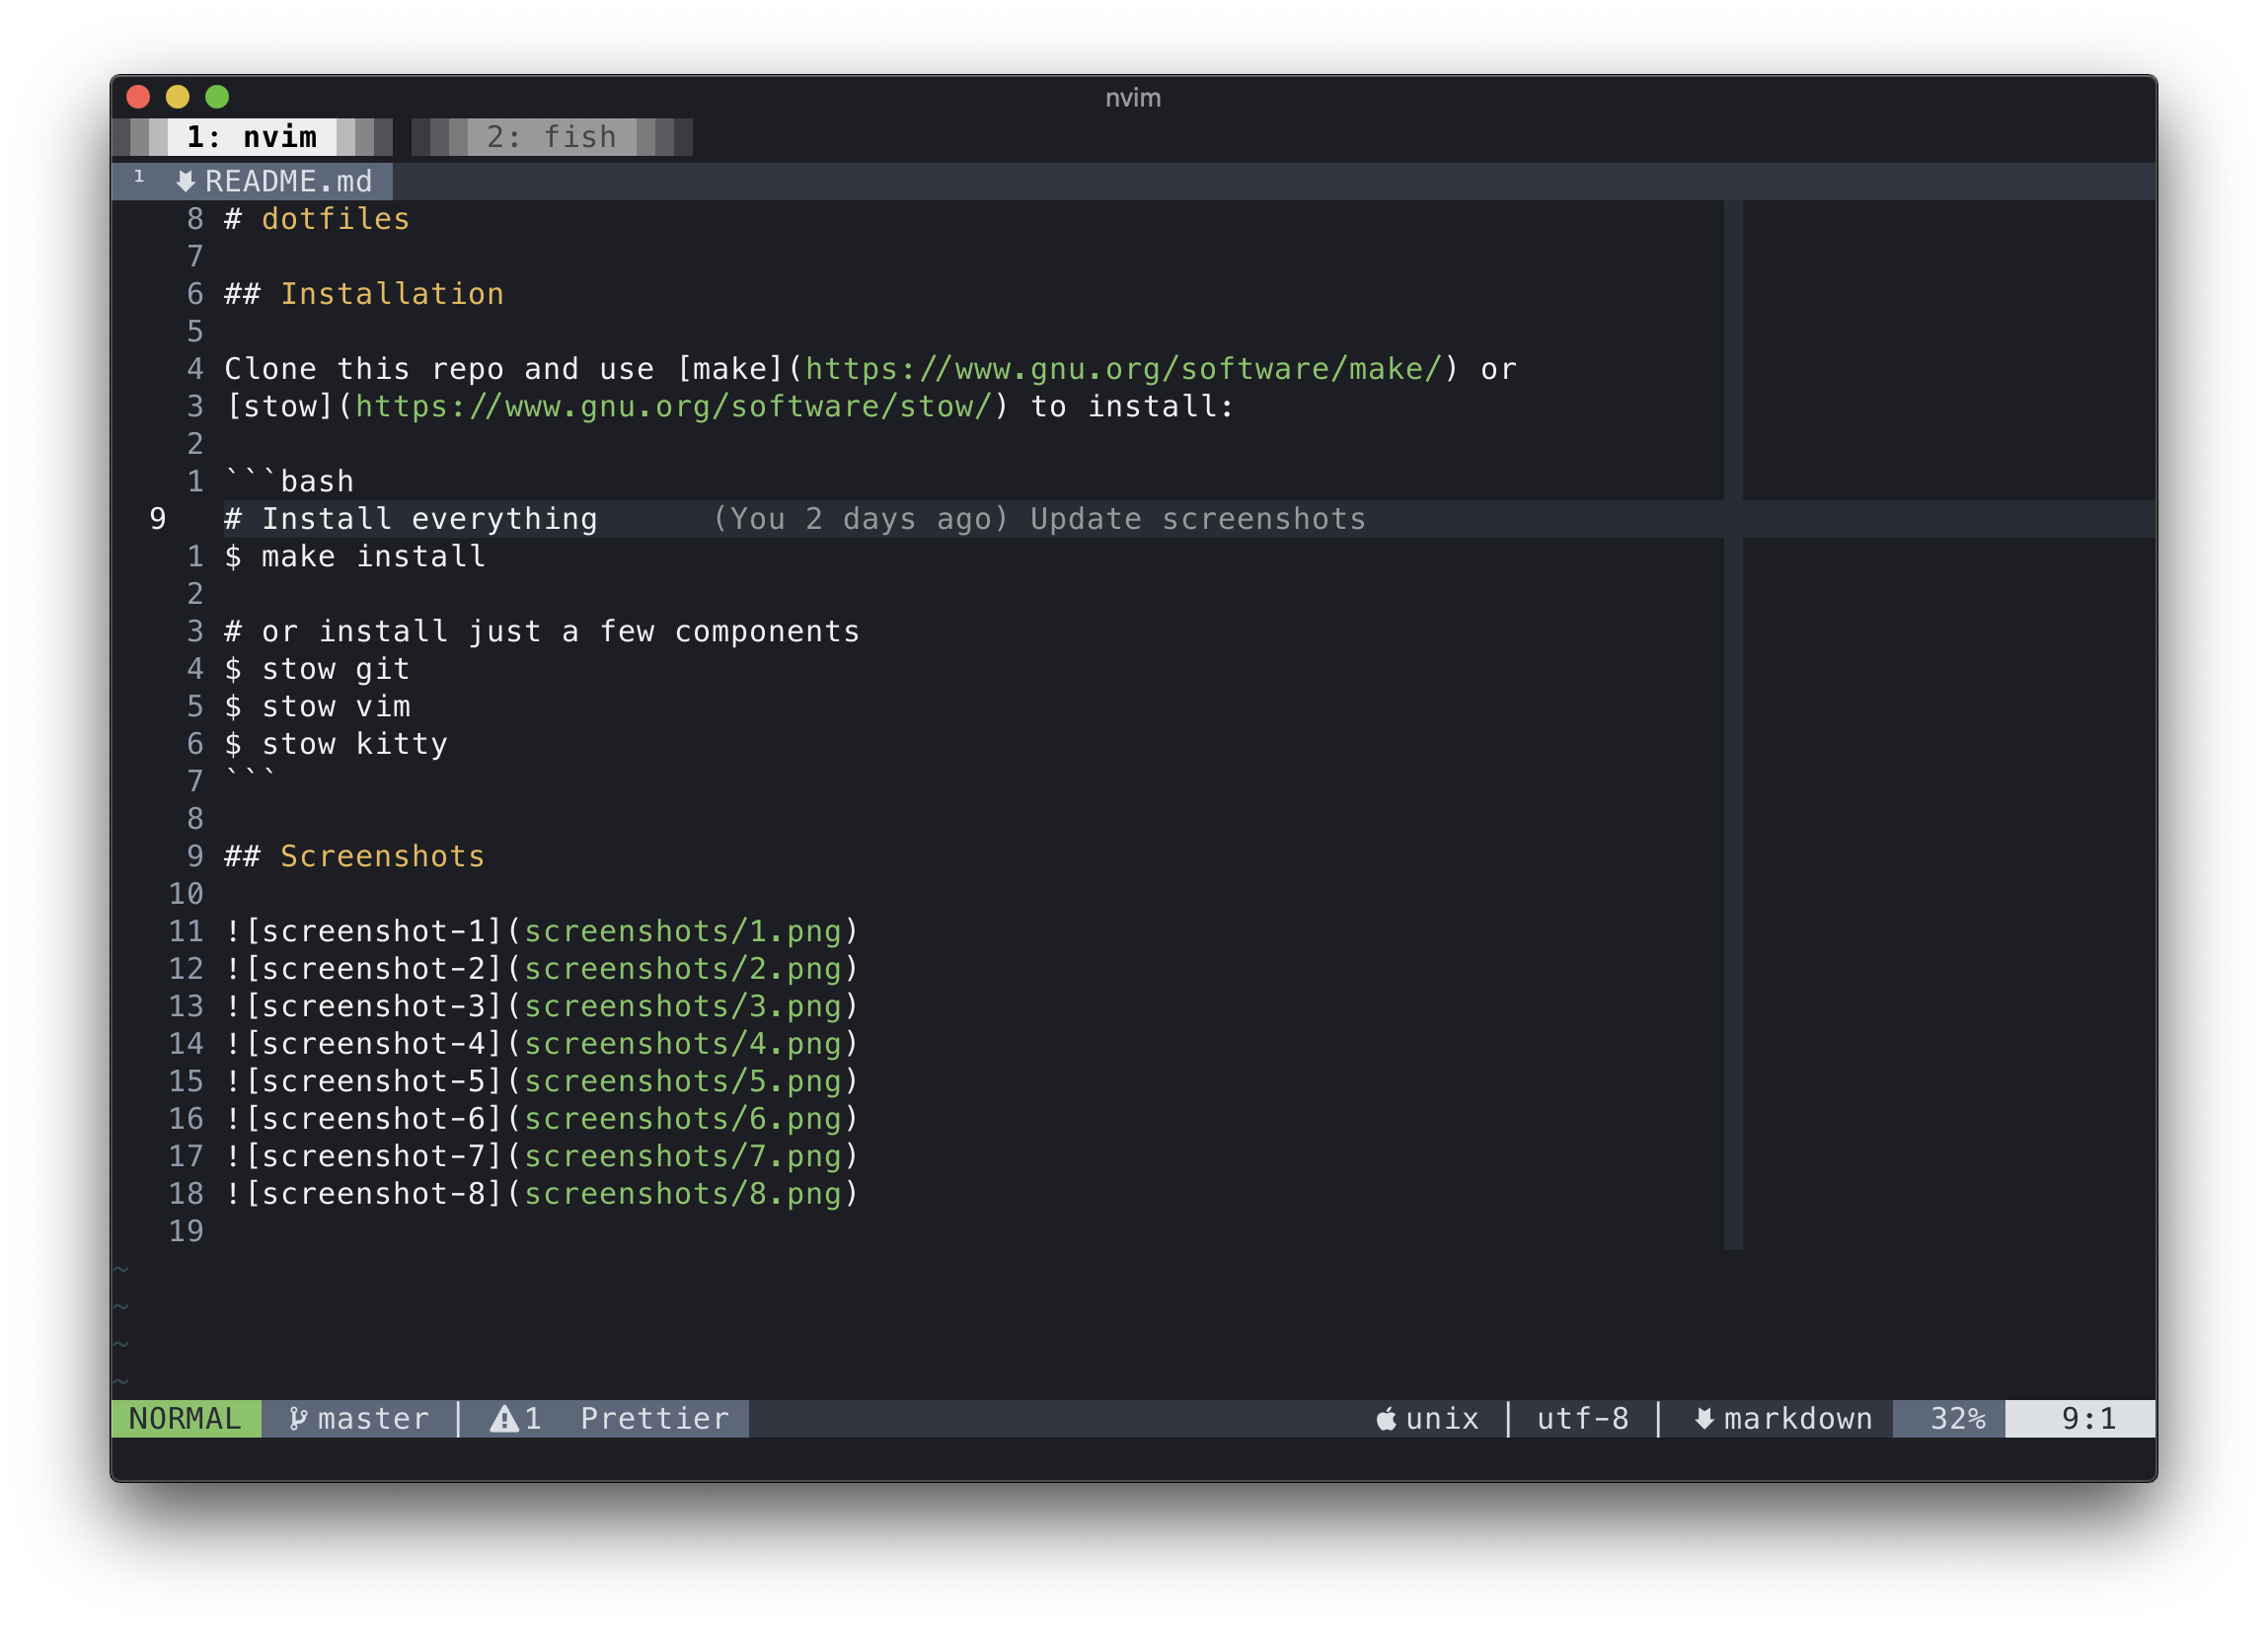 nvim
1: nvim 2: fish
¹ README.md
8 # dotfiles
7
6 ## Installation
5
4 Clone this repo and use [make](https://www.gnu.org/software/make/) or
3 [stow](https://www.gnu.org/software/stow/) to install:
2
1 ```bash
9 # Install everything (You 2 days ago) Update screenshots
1 $ make install
2
3 # or install just a few components
4 $ stow git
5 $ stow vim
6 $ stow kitty
7 ```
8
9 ## Screenshots
10
11 ![screenshot-1](screenshots/1.png)
12 ![screenshot-2](screenshots/2.png)
13 ![screenshot-3](screenshots/3.png)
14 ![screenshot-4](screenshots/4.png)
15 ![screenshot-5](screenshots/5.png)
16 ![screenshot-6](screenshots/6.png)
17 ![screenshot-7](screenshots/7.png)
18 ![screenshot-8](screenshots/8.png)
19
~
~
~
~
NORMAL master | 1 Prettier unix | utf-8 | markdown 32% 9:1